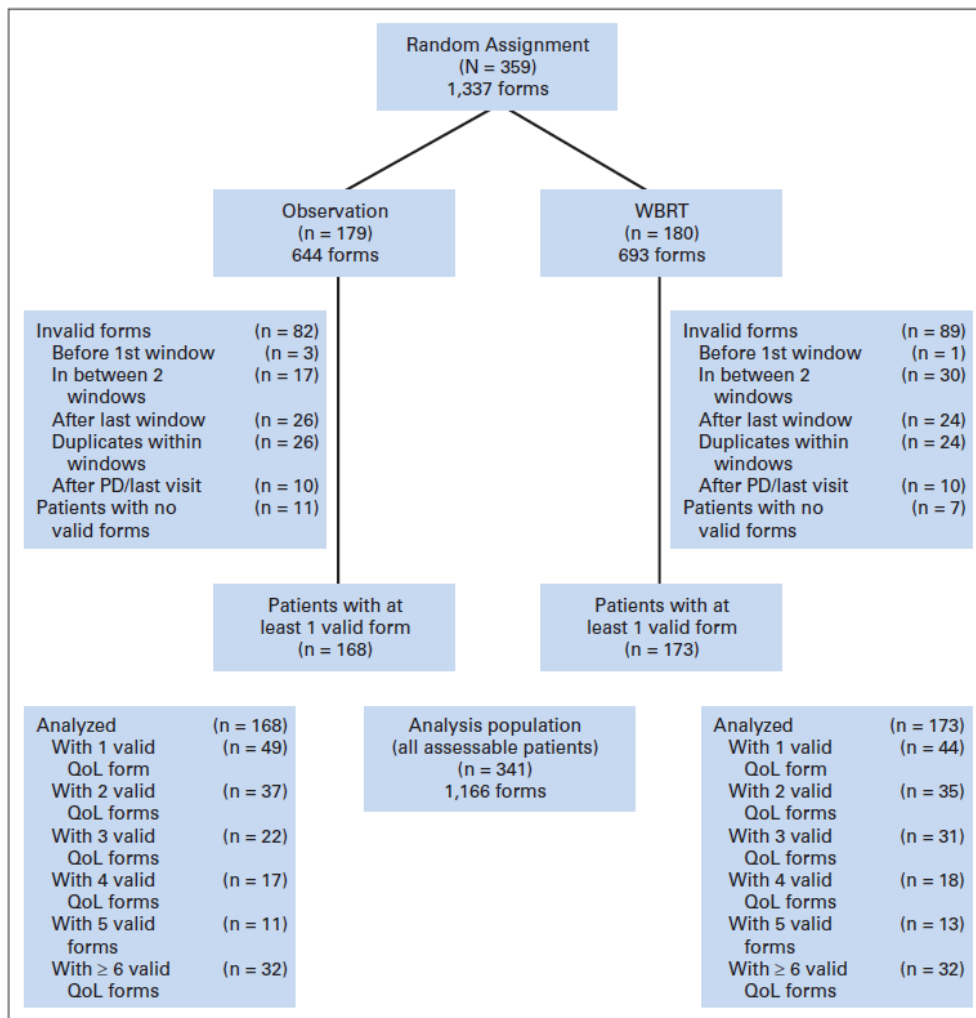 Random Assignment
(N = 359)
1,337 forms
Observation
(n = 179)
644 forms
WBRT
(n = 180)
693 forms
Invalid forms (n = 82)
Before 1st window (n = 3)
In between 2 (n = 17)
windows
After last window (n = 26)
Duplicates within (n = 26)
windows
After PD/last visit (n = 10)
Patients with no (n = 11)
valid forms
Invalid forms (n = 89)
Before 1st window (n = 1)
In between 2 (n = 30)
windows
After last window (n = 24)
Duplicates within (n = 24)
windows
After PD/last visit (n = 10)
Patients with no (n = 7)
valid forms
Patients with at
least 1 valid form
(n = 168)
Patients with at
least 1 valid form
(n = 173)
Analyzed (n = 168)
With 1 valid (n = 49)
QoL form
With 2 valid (n = 37)
QoL forms
With 3 valid (n = 22)
QoL forms
With 4 valid (n = 17)
QoL forms
With 5 valid (n = 11)
forms
With ≥ 6 valid (n = 32)
QoL forms
Analysis population
(all assessable patients)
(n = 341)
1,166 forms
Analyzed (n = 173)
With 1 valid (n = 44)
QoL form
With 2 valid (n = 35)
QoL forms
With 3 valid (n = 31)
QoL forms
With 4 valid (n = 18)
QoL forms
With 5 valid (n = 13)
forms
With ≥ 6 valid (n = 32)
QoL forms